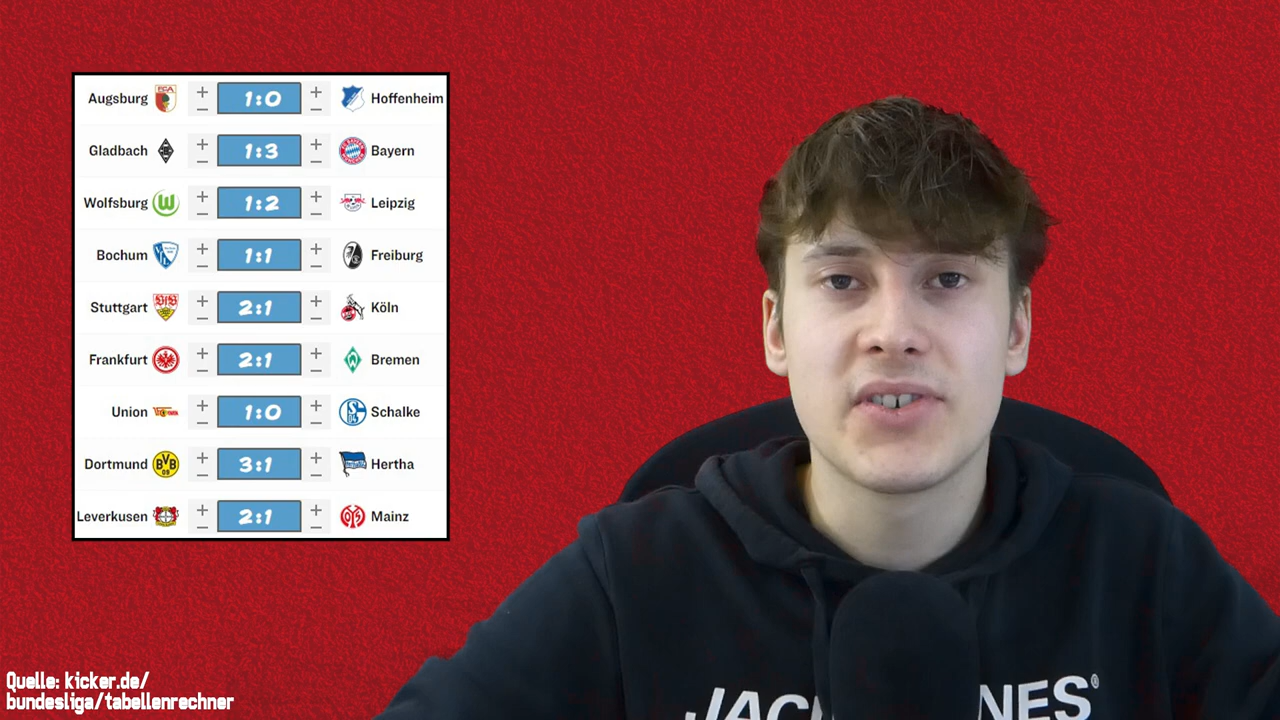 Augsburg 1:0 Hoffenheim
Gladbach 1:3 Bayern
Wolfsburg 1:2 Leipzig
Bochum 1:1 Freiburg
Stuttgart 2:1 Köln
Frankfurt 2:1 Bremen
Union 1:0 Schalke
Dortmund 3:1 Hertha
Leverkusen 2:1 Mainz
JACK NES®
Quelle: kicker.de/
bundesliga/tabellenrechner